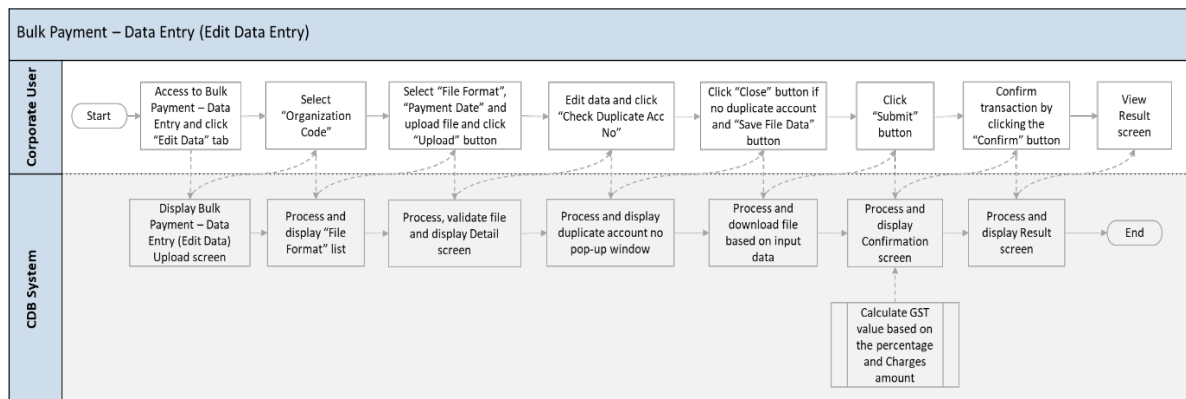 Bulk Payment – Data Entry (Edit Data Entry)
Corporate User
Start
Access to Bulk
Payment – Data
Entry and click
“Edit Data” tab
Select
“Organization
Code”
Select “File Format”,
“Payment Date” and
upload file and click
“Upload” button
Edit data and click
“Check Duplicate Acc
No”
Click “Close” button if
no duplicate account
and “Save File Data”
button
Click
“Submit”
button
Confirm
transaction by
clicking the
“Confirm” button
View
Result
screen
CDB System
Display Bulk
Payment – Data
Entry (Edit Data)
Upload screen
Process and
display “File
Format” list
Process, validate file
and display Detail
screen
Process and display
duplicate account no
pop-up window
Process and
download file
based on input
data
Process and
display
Confirmation
screen
Process and
display Result
screen
End
Calculate GST
value based on
the percentage
and Charges
amount